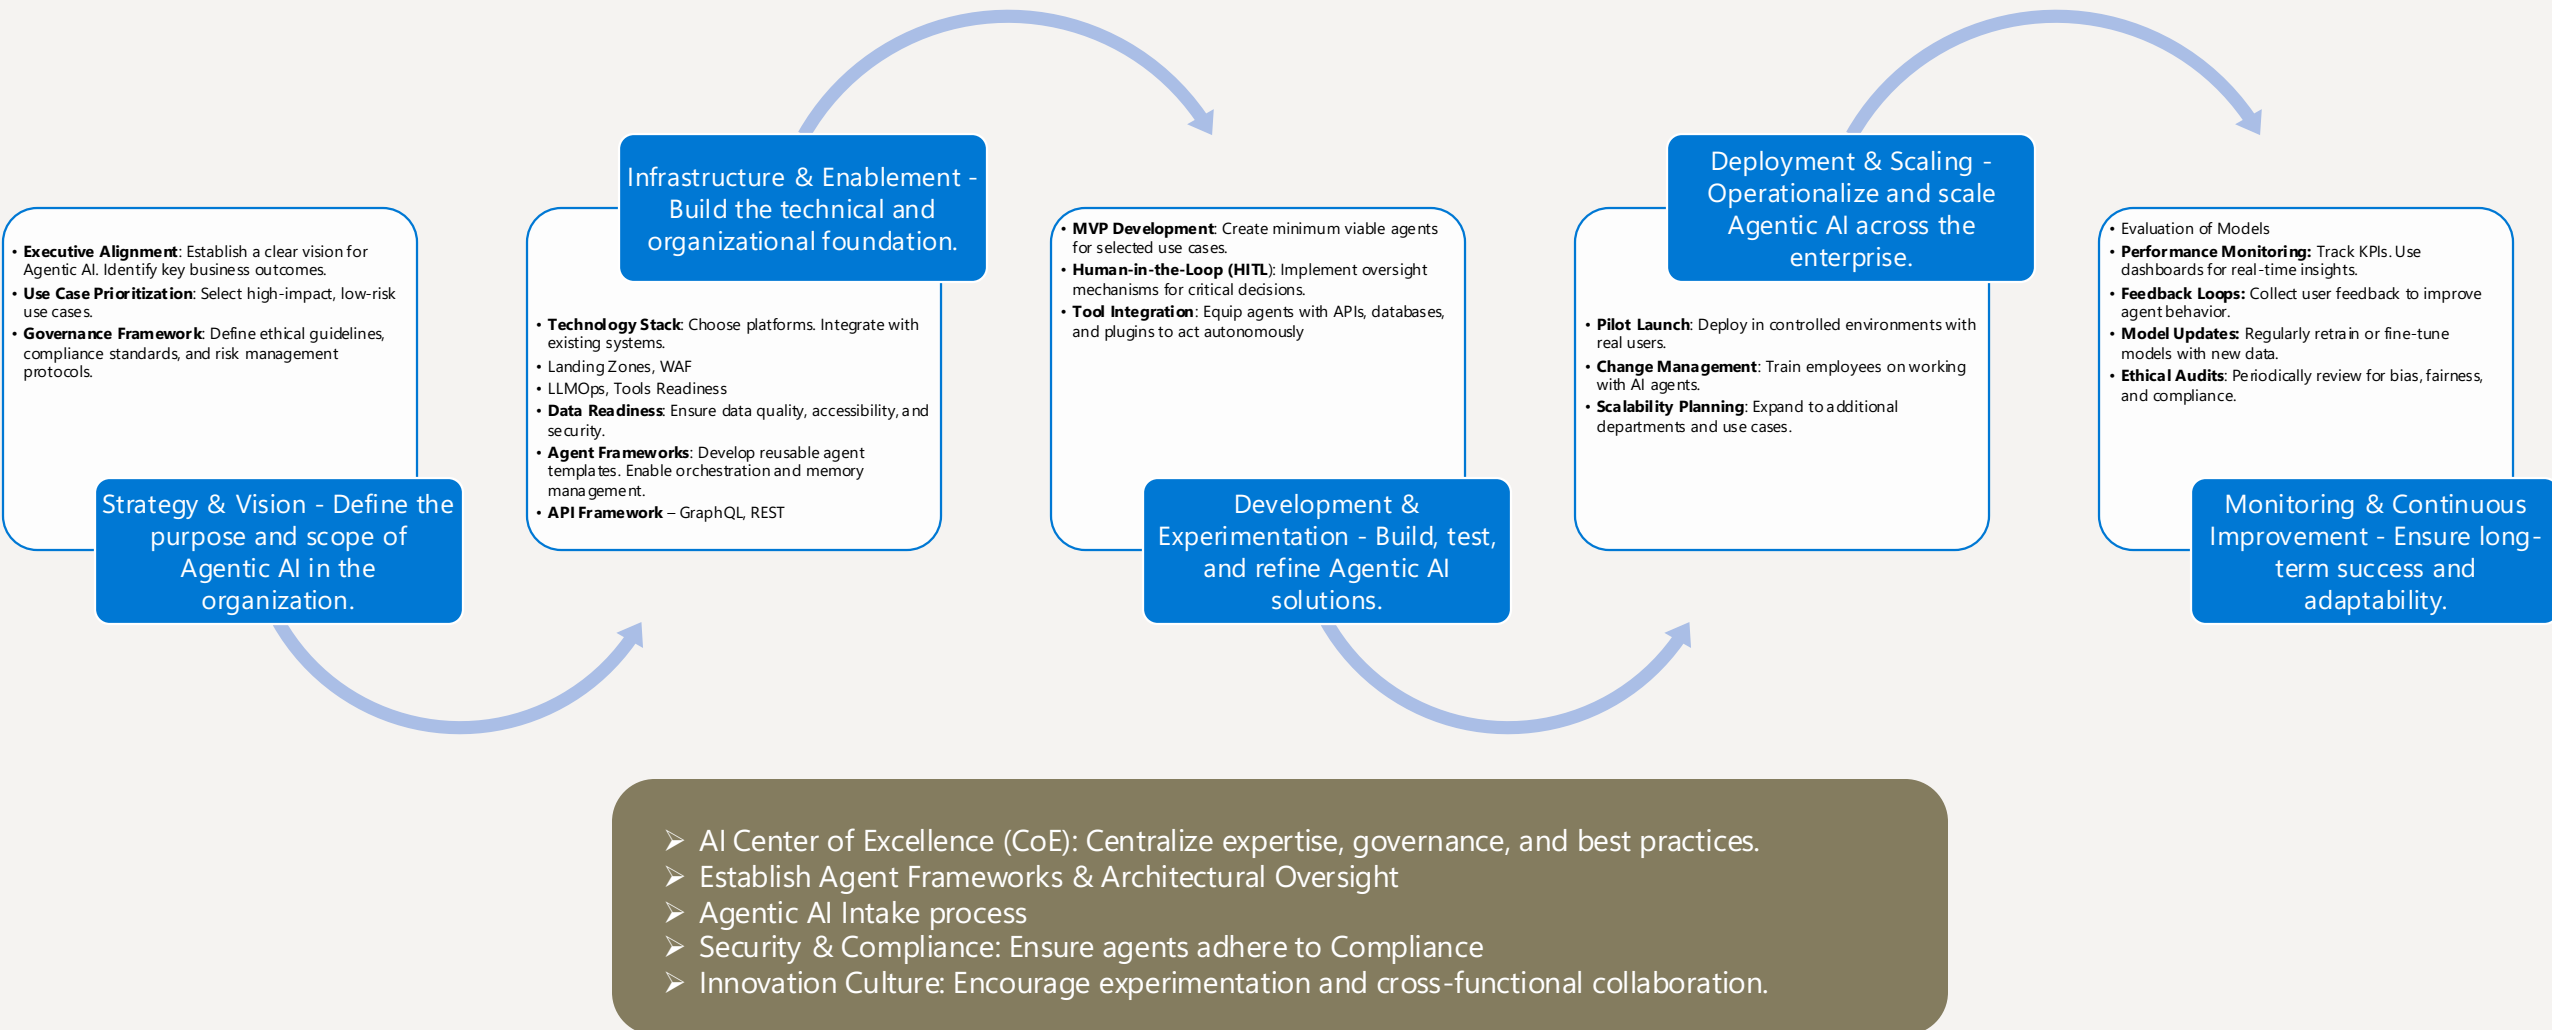 • Executive Alignment: Establish a clear vision for
Agentic AI. Identify key business outcomes.
• Use Case Prioritization: Select high-impact, low-risk
use cases.
• Governance Framework: Define ethical guidelines,
compliance standards, and risk management
protocols.
Strategy & Vision - Define the
purpose and scope of
Agentic AI in the
organization.
Infrastructure & Enablement -
Build the technical and
organizational foundation.
• Technology Stack: Choose platforms. Integrate with
existing systems.
• Landing Zones, WAF
• LLMOps, Tools Readiness
• Data Readiness: Ensure data quality, accessibility, and
security.
• Agent Frameworks: Develop reusable agent
templates. Enable orchestration and memory
management.
• API Framework – GraphQL, REST
• MVP Development: Create minimum viable agents
for selected use cases.
• Human-in-the-Loop (HITL): Implement oversight
mechanisms for critical decisions.
• Tool Integration: Equip agents with APIs, databases,
and plugins to act autonomously
Development &
Experimentation - Build, test,
and refine Agentic AI
solutions.
Deployment & Scaling -
Operationalize and scale
Agentic AI across the
enterprise.
• Pilot Launch: Deploy in controlled environments with
real users.
• Change Management: Train employees on working
with AI agents.
• Scalability Planning: Expand to additional
departments and use cases.
• Evaluation of Models
• Performance Monitoring: Track KPIs. Use
dashboards for real-time insights.
• Feedback Loops: Collect user feedback to improve
agent behavior.
• Model Updates: Regularly retrain or fine-tune
models with new data.
• Ethical Audits: Periodically review for bias, fairness,
and compliance.
Monitoring & Continuous
Improvement - Ensure long-
term success and
adaptability.
➢ AI Center of Excellence (CoE): Centralize expertise, governance, and best practices.
➢ Establish Agent Frameworks & Architectural Oversight
➢ Agentic AI Intake process
➢ Security & Compliance: Ensure agents adhere to Compliance
➢ Innovation Culture: Encourage experimentation and cross-functional collaboration.